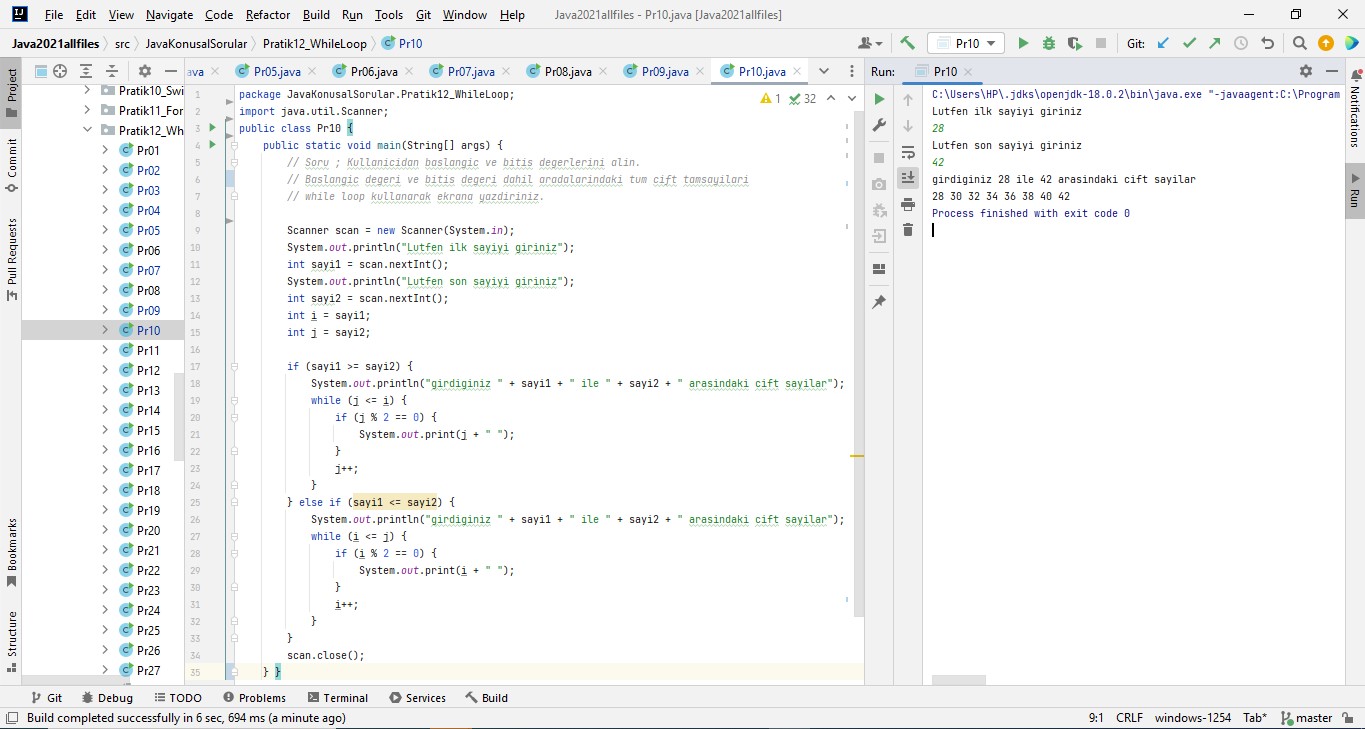 File Edit View Navigate Code Refactor Build Run Tools Git Window Help Java2021allfiles - Pr10.java [Java2021allfiles]
Java2021allfiles src JavaKonusalSorular Pratik12_WhileLoop Pr10 Pr10 Git:
Project
Commit
Pull Requests
Bookmarks
Structure
Pratik10_Swi
Pratik11_For
Pratik12_Wh
Pr01
Pr02
Pr03
Pr04
Pr05
Pr06
Pr07
Pr08
Pr09
Pr10
Pr11
Pr12
Pr13
Pr14
Pr15
Pr16
Pr17
Pr18
Pr19
Pr20
Pr21
Pr22
Pr23
Pr24
Pr25
Pr26
Pr27
ava Pr05.java Pr06.java Pr07.java Pr08.java Pr09.java Pr10.java
1 32
1 package JavaKonusalSorular.Pratik12_WhileLoop;
2 import java.util.Scanner;
3 public class Pr10 {
4 public static void main(String[] args) {
5 // Soru ; Kullanicidan baslangic ve bitis degerlerini alin.
6 // Baslangic degeri ve bitis degeri dahil aradalarindaki tum cift tamsayilari
7 // while loop kullanarak ekrana yazdiriniz.
8
9 Scanner scan = new Scanner(System.in);
10 System.out.println("Lutfen ilk sayiyi giriniz");
11 int sayi1 = scan.nextInt();
12 System.out.println("Lutfen son sayiyi giriniz");
13 int sayi2 = scan.nextInt();
14 int i = sayi1;
15 int j = sayi2;
16
17 if (sayi1 >= sayi2) {
18 System.out.println("girdiginiz " + sayi1 + " ile " + sayi2 + " arasindaki cift sayilar");
19 while (j <= i) {
20 if (j % 2 == 0) {
21 System.out.print(j + " ");
22 }
23 j++;
24 }
25 } else if (sayi1 <= sayi2) {
26 System.out.println("girdiginiz " + sayi1 + " ile " + sayi2 + " arasindaki cift sayilar");
27 while (i <= j) {
28 if (i % 2 == 0) {
29 System.out.print(i + " ");
30 }
31 i++;
32 }
33 }
34 scan.close();
35 } }
Run: Pr10
C:\Users\HP\.jdks\openjdk-18.0.2\bin\java.exe "-javaagent:C:\Program
Lutfen ilk sayiyi giriniz
28
Lutfen son sayiyi giriniz
42
girdiginiz 28 ile 42 arasindaki cift sayilar
28 30 32 34 36 38 40 42
Process finished with exit code 0
Notifications
Run
Git Debug TODO Problems Terminal Services Build
Build completed successfully in 6 sec, 694 ms (a minute ago) 9:1 CRLF windows-1254 Tab* master